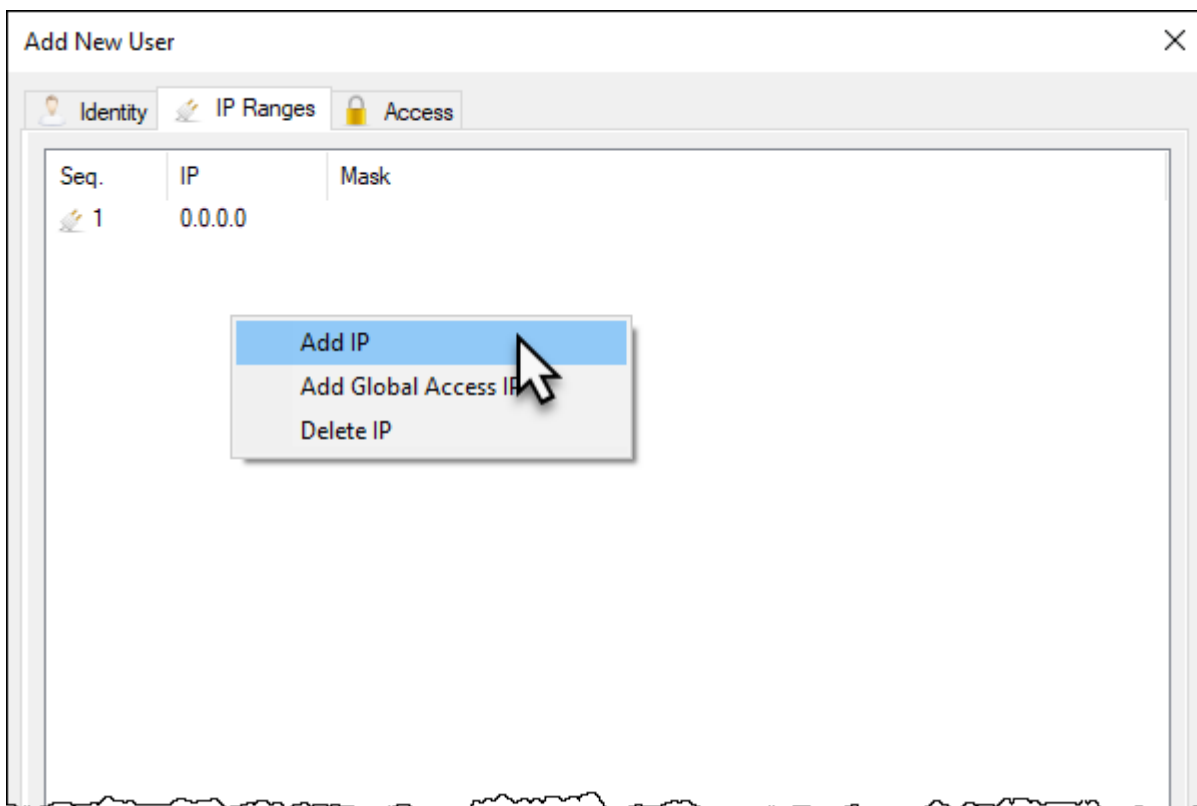 Add New User
Identity IP Ranges Access
Seq. IP Mask
1 0.0.0.0
Add IP
Add Global Access IP
Delete IP